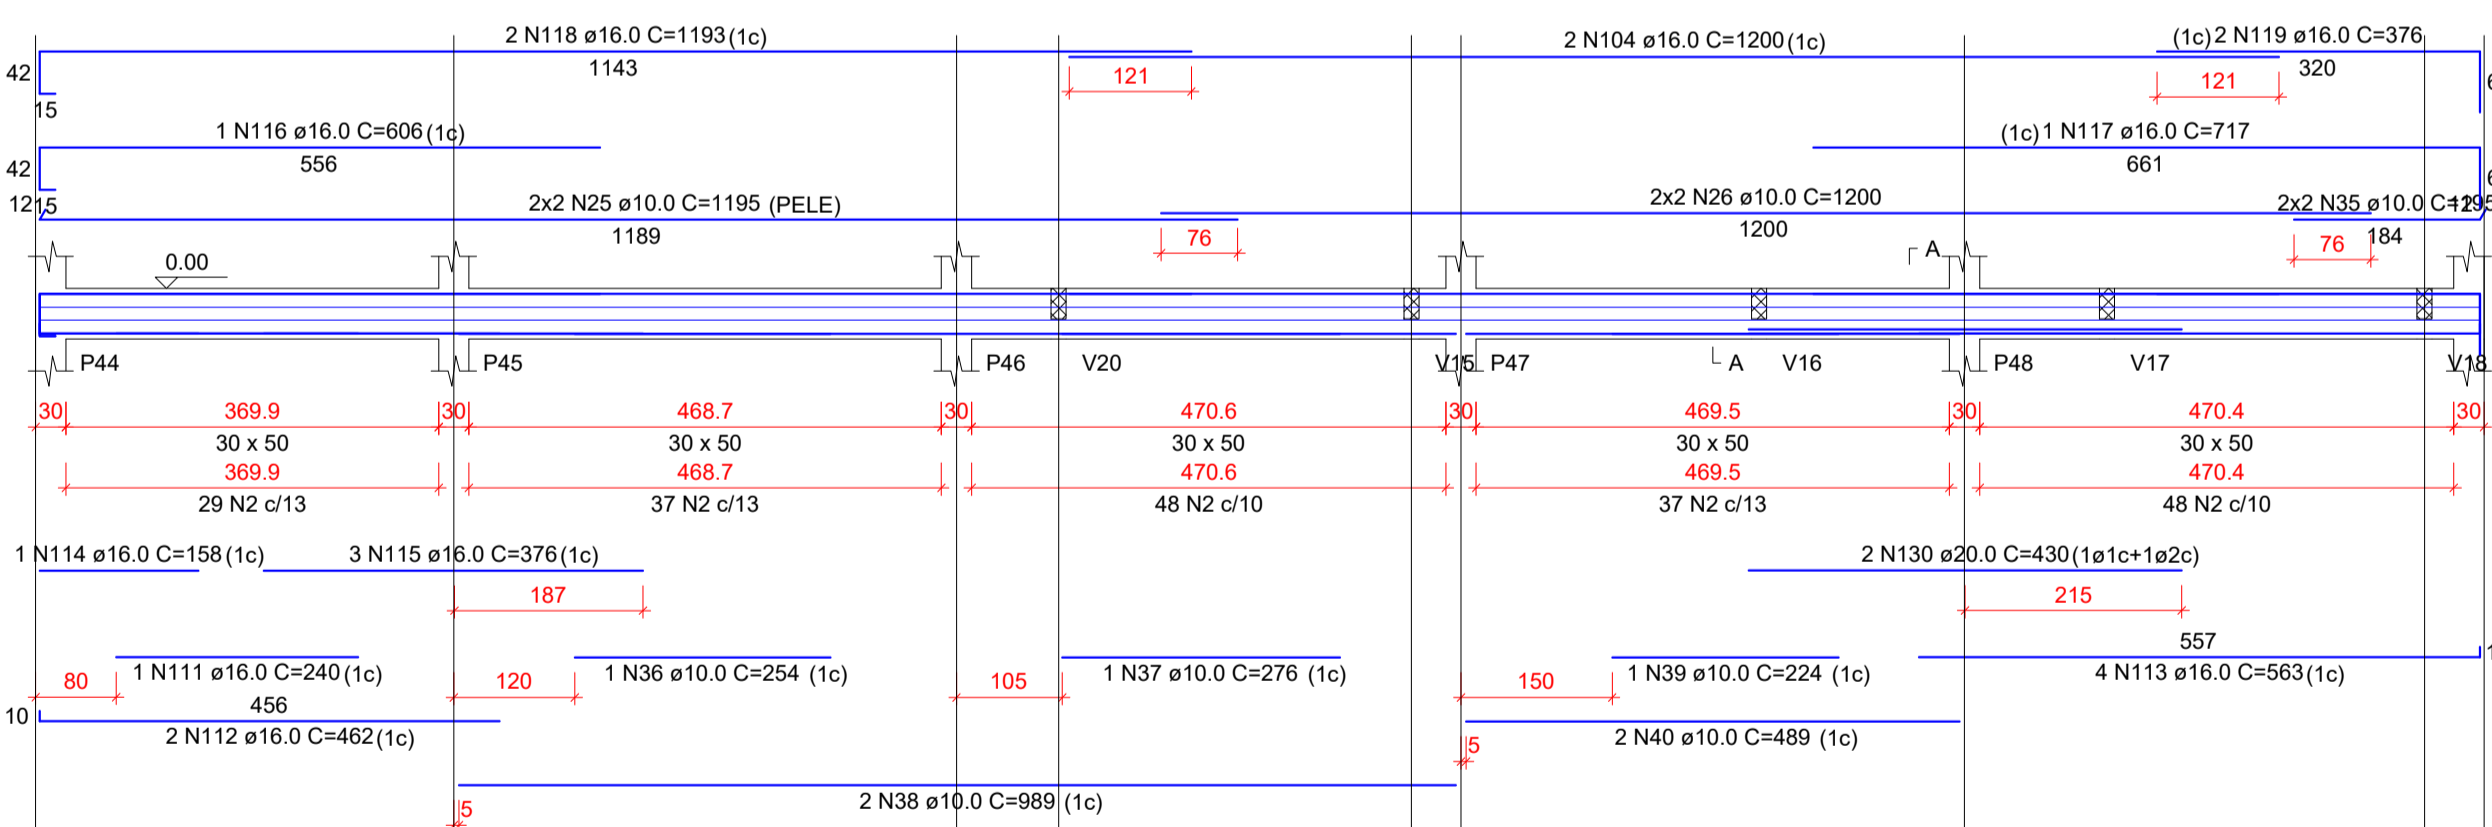 2 N118 ø16.0 C=1193 (1c)
2 N104 ø16.0 C=1200 (1c)
(1c) 2 N119 ø16.0 C=376
42
1143
121
121
320
15
1 N116 ø16.0 C=606 (1c)
(1c) 1 N117 ø16.0 C=717
42
556
661
12 15
2x2 N25 ø10.0 C=1195 (PELE)
2x2 N26 ø10.0 C=1200
2x2 N35 ø10.0 C=195
1189
76
1200
76
184
0.00
A
P44
P45
P46
V20
V15
P47
A
V16
P48
V17
V18
30
369.9
30
468.7
30
470.6
30
469.5
30
470.4
30
30 x 50
30 x 50
30 x 50
30 x 50
30 x 50
369.9
468.7
470.6
469.5
470.4
29 N2 c/13
37 N2 c/13
48 N2 c/10
37 N2 c/13
48 N2 c/10
1 N114 ø16.0 C=158 (1c)
3 N115 ø16.0 C=376 (1c)
2 N130 ø20.0 C=430 (1ø1c+1ø2c)
187
215
557
1 N111 ø16.0 C=240 (1c)
1 N36 ø10.0 C=254 (1c)
1 N37 ø10.0 C=276 (1c)
1 N39 ø10.0 C=224 (1c)
4 N113 ø16.0 C=563 (1c)
80
120
105
150
456
10
2 N112 ø16.0 C=462 (1c)
2 N40 ø10.0 C=489 (1c)
5
2 N38 ø10.0 C=989 (1c)
5